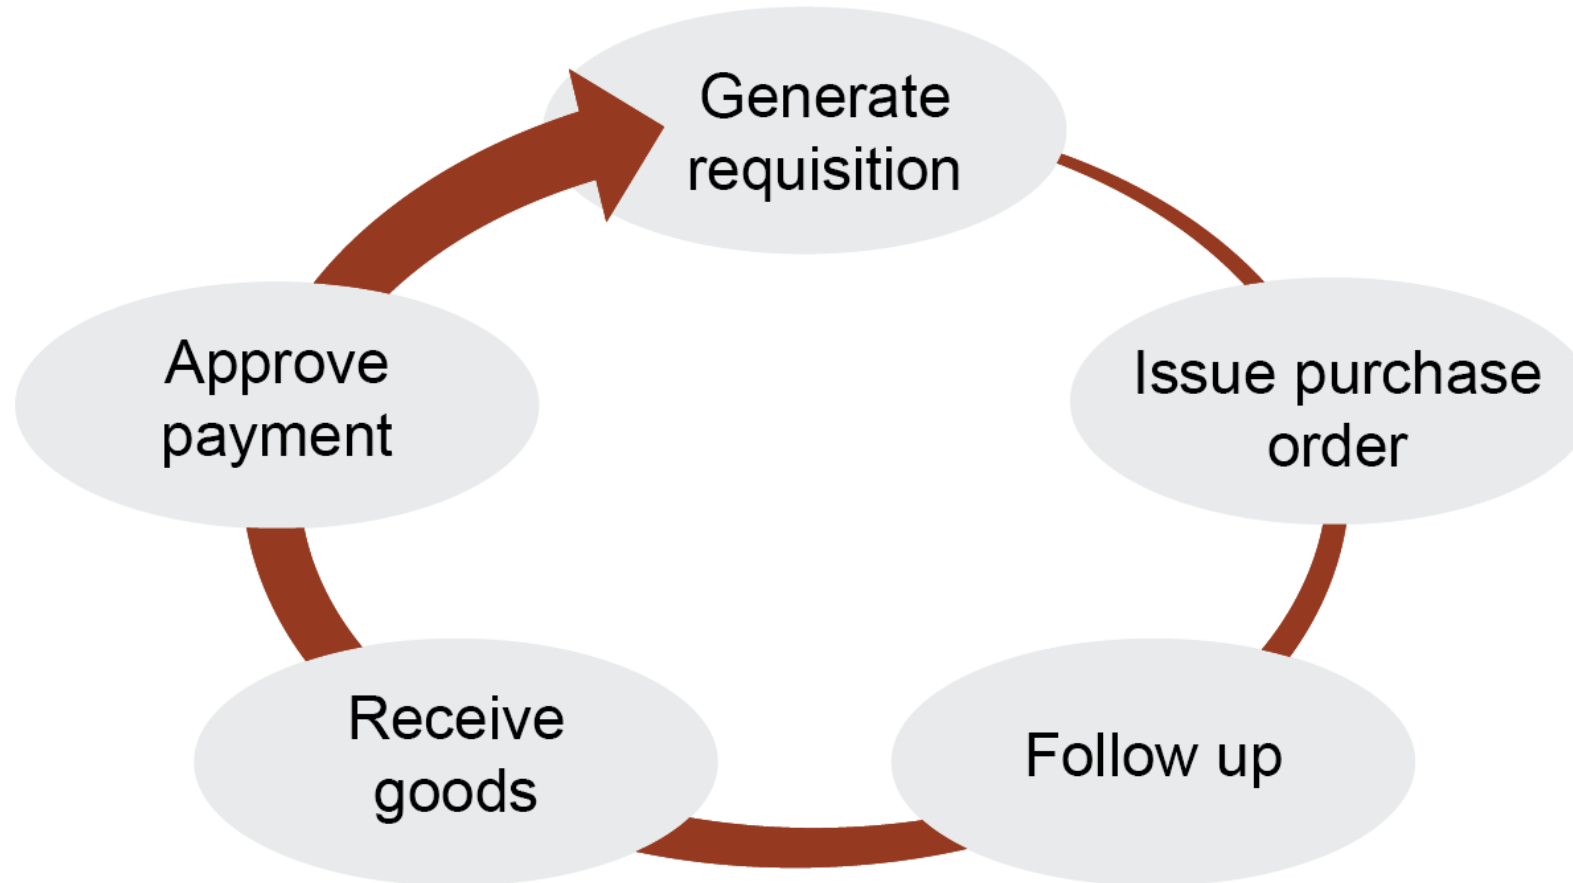 Generate
requisition
Issue purchase
order
Follow up
Receive
goods
Approve
payment